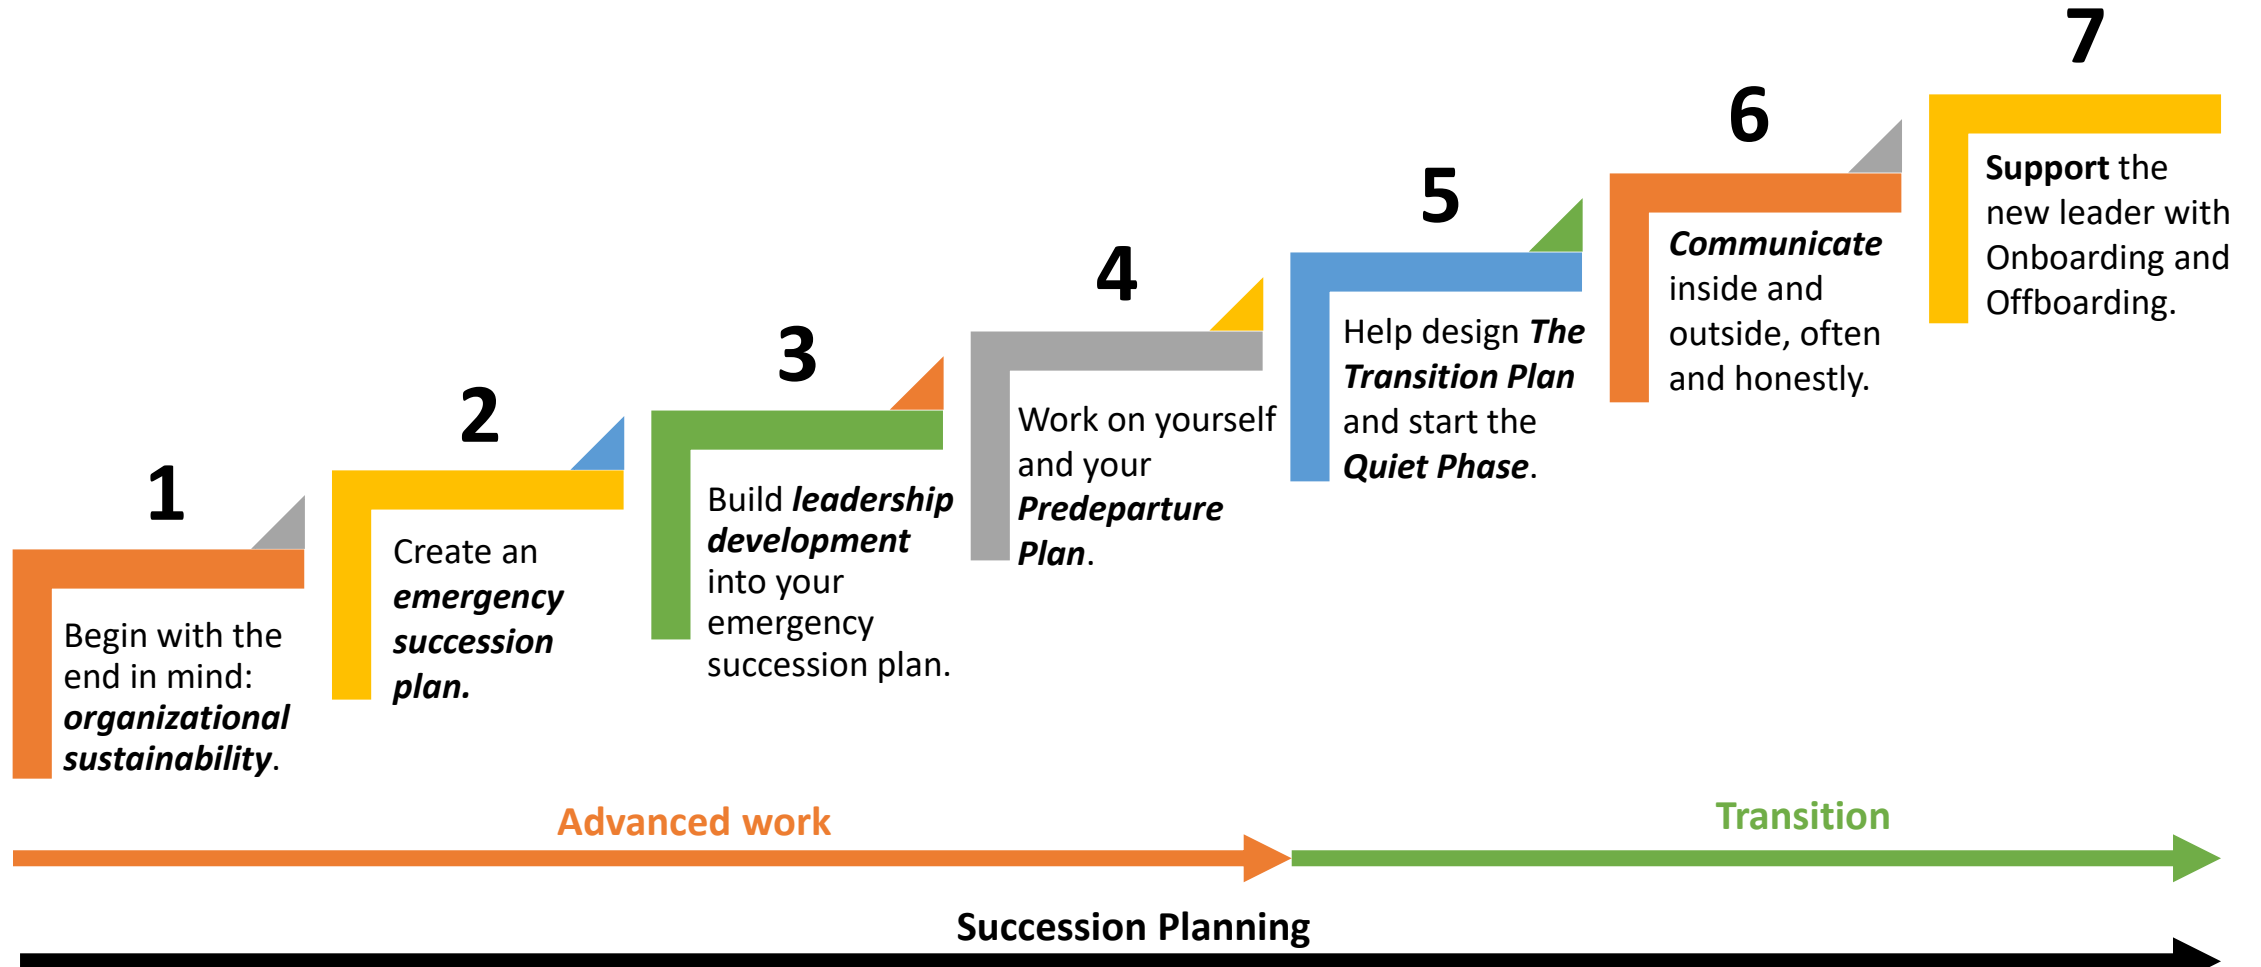 1
Begin with the
end in mind:
organizational
sustainability.
2
Create an
emergency
succession
plan.
3
Build leadership
development
into your
emergency
succession plan.
4
Work on yourself
and your
Predeparture
Plan.
5
Help design The
Transition Plan
and start the
Quiet Phase.
6
Communicate
inside and
outside, often
and honestly.
7
Support the
new leader with
Onboarding and
Offboarding.
Advanced work
Transition
Succession Planning